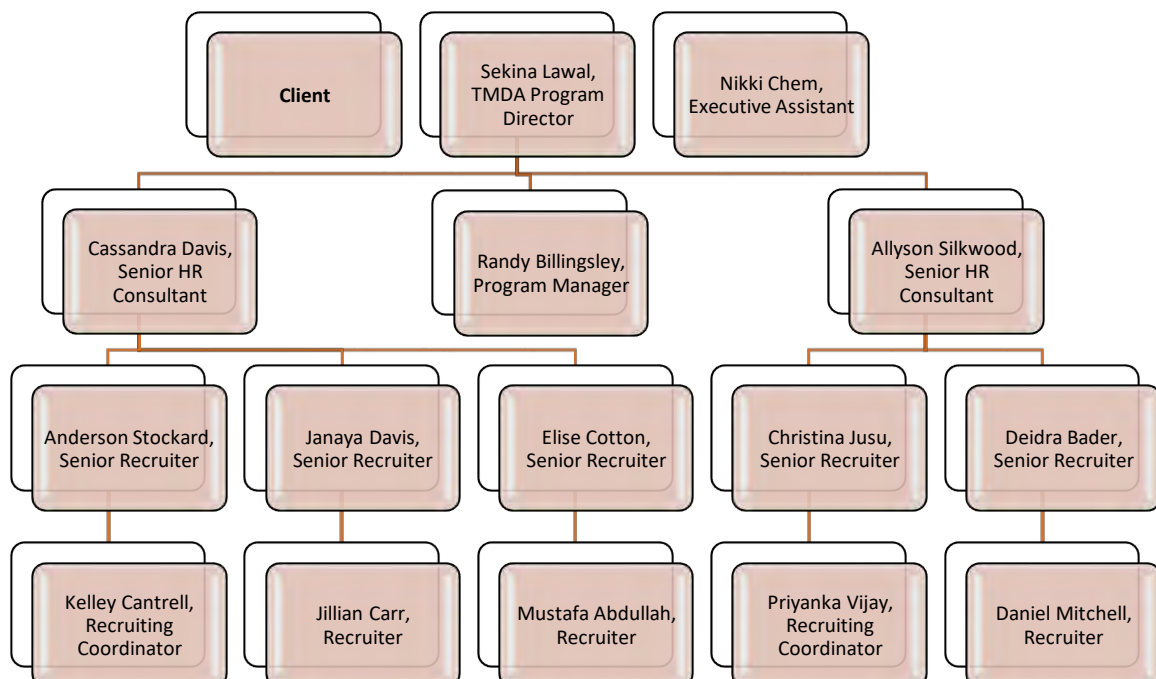 Client
Sekina Lawal,
TMDA Program
Director
Nikki Chem,
Executive Assistant
Cassandra Davis,
Senior HR
Consultant
Randy Billingsley,
Program Manager
Allyson Silkwood,
Senior HR
Consultant
Anderson Stockard,
Senior Recruiter
Janaya Davis,
Senior Recruiter
Elise Cotton,
Senior Recruiter
Christina Jusu,
Senior Recruiter
Deidra Bader,
Senior Recruiter
Kelley Cantrell,
Recruiting
Coordinator
Jillian Carr,
Recruiter
Mustafa Abdullah,
Recruiter
Priyanka Vijay,
Recruiting
Coordinator
Daniel Mitchell,
Recruiter